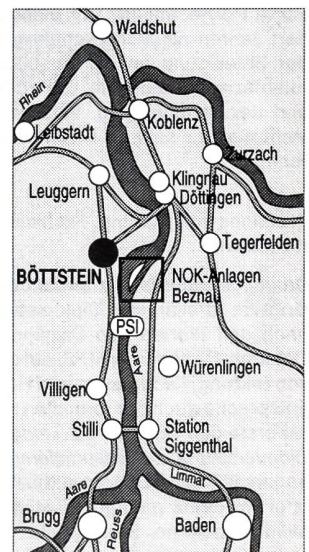 Waldshut
Rhein
Leibstadt
Koblenz
Zurzach
Leuggern
Klingnau
Döttingen
Tegerfelden
BÖTTSTEIN
NOK-Anlagen
Beznau
PSI
Aare
Würenlingen
Villigen
Stilli
Station
Siggenthal
Aare
Limmat
Brugg
Reuss
Baden